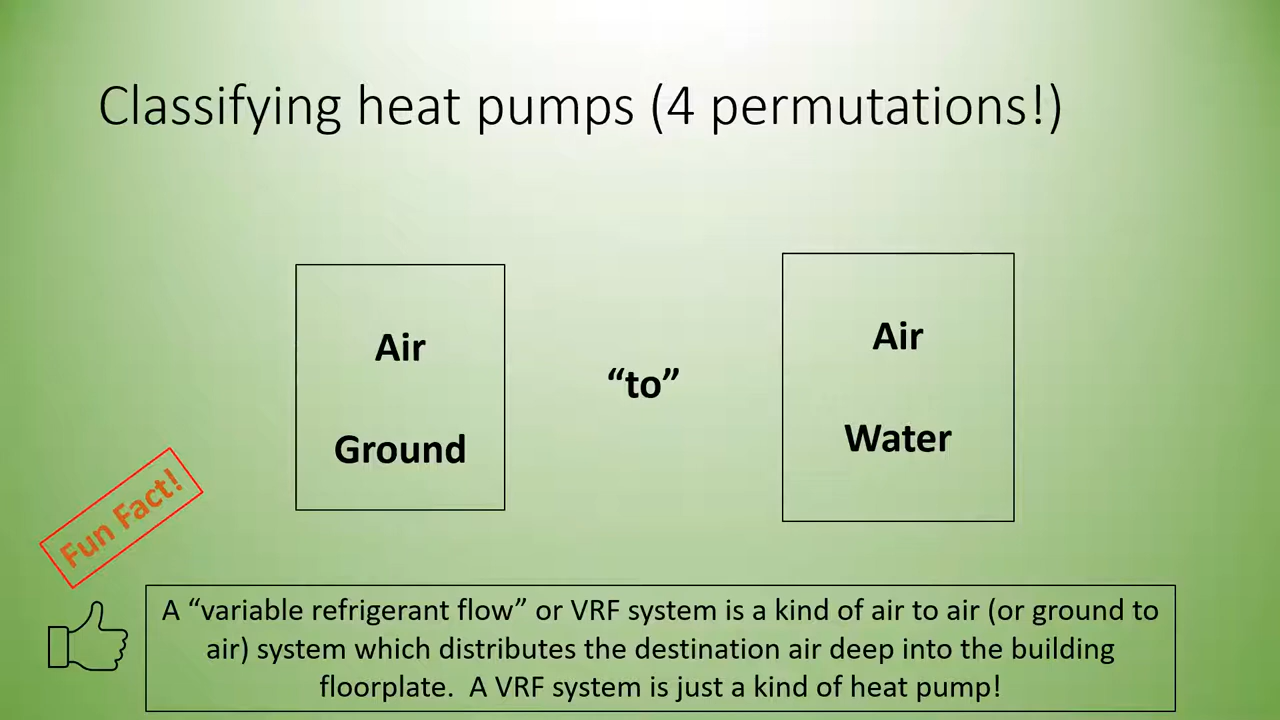 Classifying heat pumps (4 permutations!)
Air
Ground
“to”
Air
Water
Fun Fact!
A “variable refrigerant flow” or VRF system is a kind of air to air (or ground to
air) system which distributes the destination air deep into the building
floorplate.  A VRF system is just a kind of heat pump!